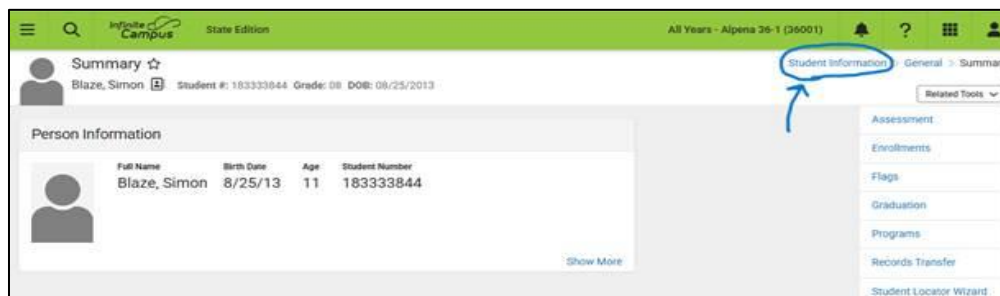 Infinite Campus State Edition All Years - Alpena 36-1 (36001) ?
Summary
Student Information > General > Summar
Blaze, Simon Student #: 183333844 Grade: 08 DOB: 08/25/2013
Related Tools
Person Information
Full Name Birth Date Age Student Number
Blaze, Simon 8/25/13 11 183333844
Show More
Assessment
Enrollments
Flags
Graduation
Programs
Records Transfer
Student Locator Wizard